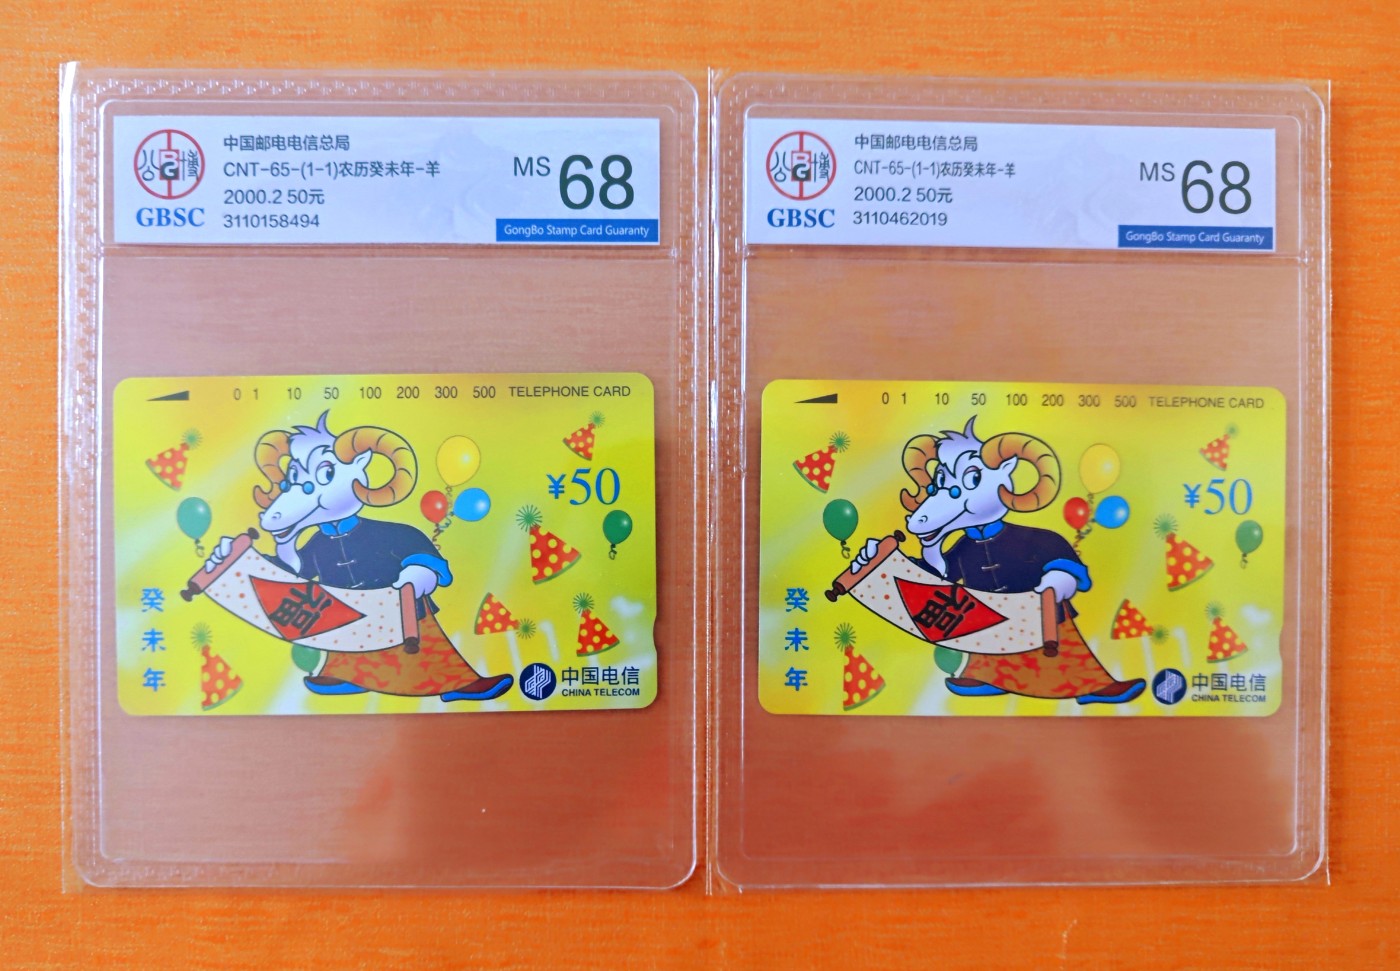 中国邮电电信总局
CNT-65-(1-1)农历癸未年-羊
2000.2 50元
3110158494
GBSC
MS 68
GongBo Stamp Card Guaranty
0 1 10 50 100 200 300 500 TELEPHONE CARD
¥50
福
癸未年
中国电信
CHINA TELECOM
中国邮电电信总局
CNT-65-(1-1)农历癸未年-羊
2000.2 50元
3110462019
GBSC
MS 68
GongBo Stamp Card Guaranty
0 1 10 50 100 200 300 500 TELEPHONE CARD
¥50
福
癸未年
中国电信
CHINA TELECOM